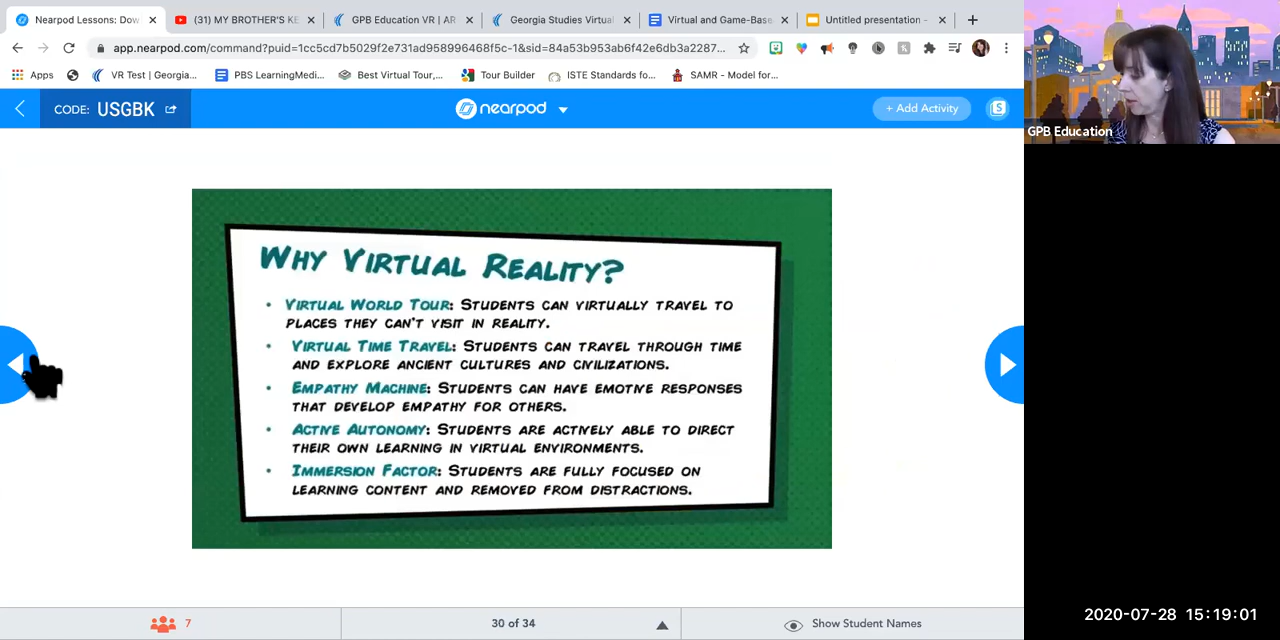 Nearpod Lessons: Dow
(31) MY BROTHER'S KE
GPB Education VR | AR
Georgia Studies Virtual
Virtual and Game-Base
Untitled presentation -
app.nearpod.com/command?puid=1cc5cd7b5029f2e731ad958996468f5c-1&sid=84a53b953ab6f42e6db3a2287...
Apps
VR Test | Georgia...
PBS LearningMedi...
Best Virtual Tour,...
Tour Builder
ISTE Standards fo...
SAMR - Model for...
CODE: USGBK
nearpod
+ Add Activity
S
GPB Education
WHY VIRTUAL REALITY?
• VIRTUAL WORLD TOUR: STUDENTS CAN VIRTUALLY TRAVEL TO
PLACES THEY CAN'T VISIT IN REALITY.
• VIRTUAL TIME TRAVEL: STUDENTS CAN TRAVEL THROUGH TIME
AND EXPLORE ANCIENT CULTURES AND CIVILIZATIONS.
• EMPATHY MACHINE: STUDENTS CAN HAVE EMOTIVE RESPONSES
THAT DEVELOP EMPATHY FOR OTHERS.
• ACTIVE AUTONOMY: STUDENTS ARE ACTIVELY ABLE TO DIRECT
THEIR OWN LEARNING IN VIRTUAL ENVIRONMENTS.
• IMMERSION FACTOR: STUDENTS ARE FULLY FOCUSED ON
LEARNING CONTENT AND REMOVED FROM DISTRACTIONS.
7
30 of 34
Show Student Names
2020-07-28 15:19:01